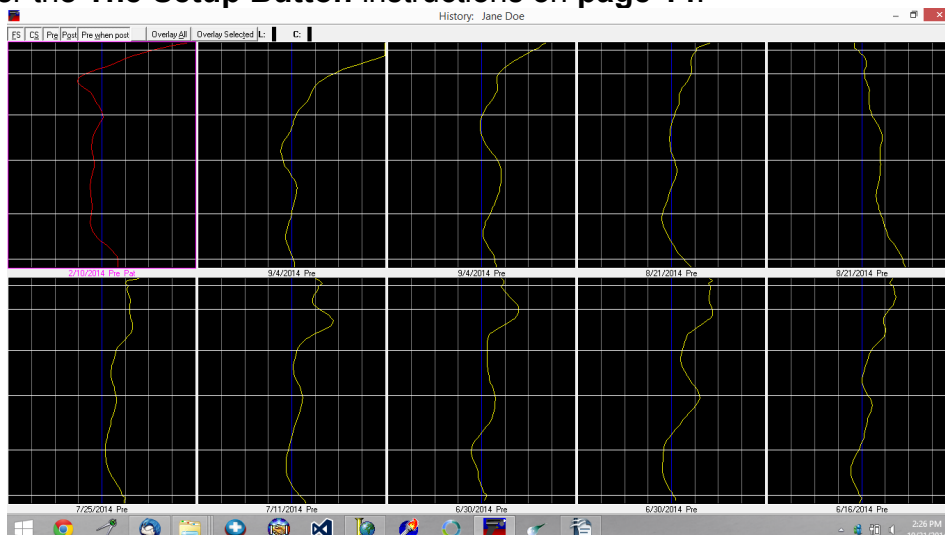 the The Setup Button instructions on page 14.
History: Jane Doe
FS CS Pre Post Pre when post Overlay All Overlay Selected L: C:
2/10/2014 Pre Pat 9/4/2014 Pre 9/4/2014 Pre 8/21/2014 Pre 8/21/2014 Pre
7/25/2014 Pre 7/11/2014 Pre 6/30/2014 Pre 6/30/2014 Pre 6/16/2014 Pre
2:26 PM